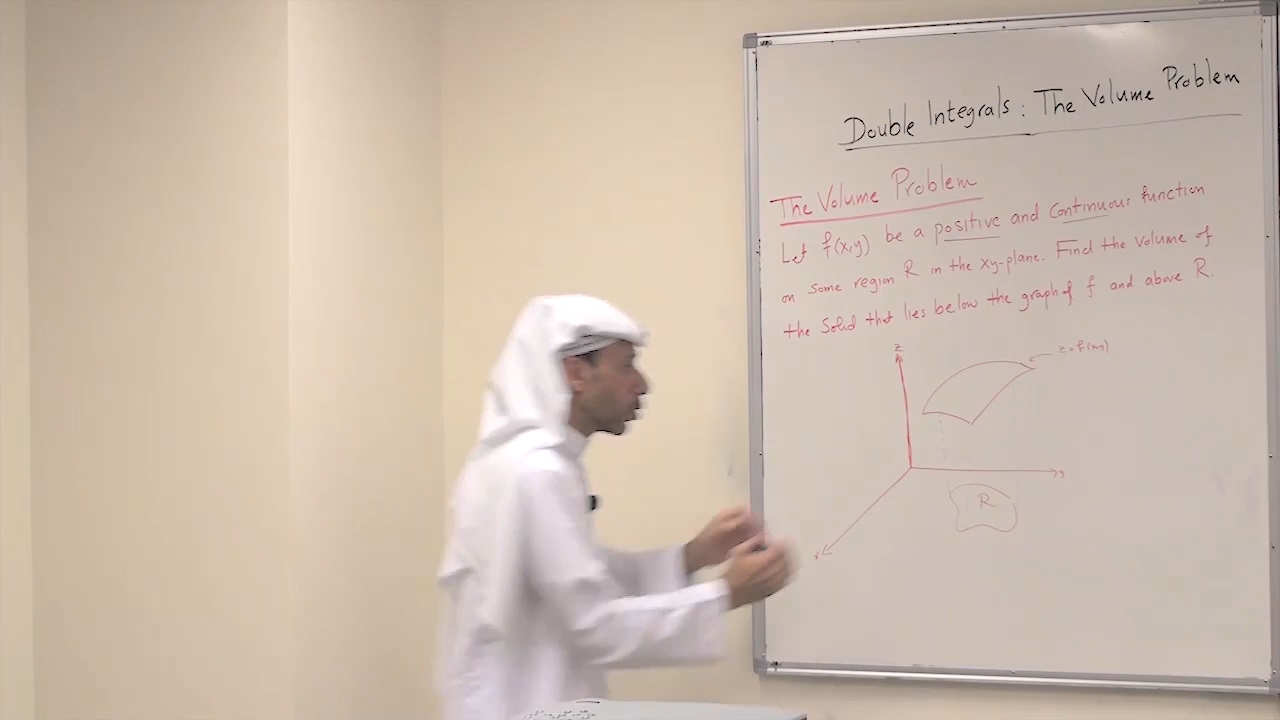 Double Integrals: The Volume Problem
The Volume Problem
Let f(x,y) be a positive and continuous function
on some region R in the xy-plane. Find the volume of
the solid that lies below the graph of f and above R.
z
z=f(x,y)
y
R
x